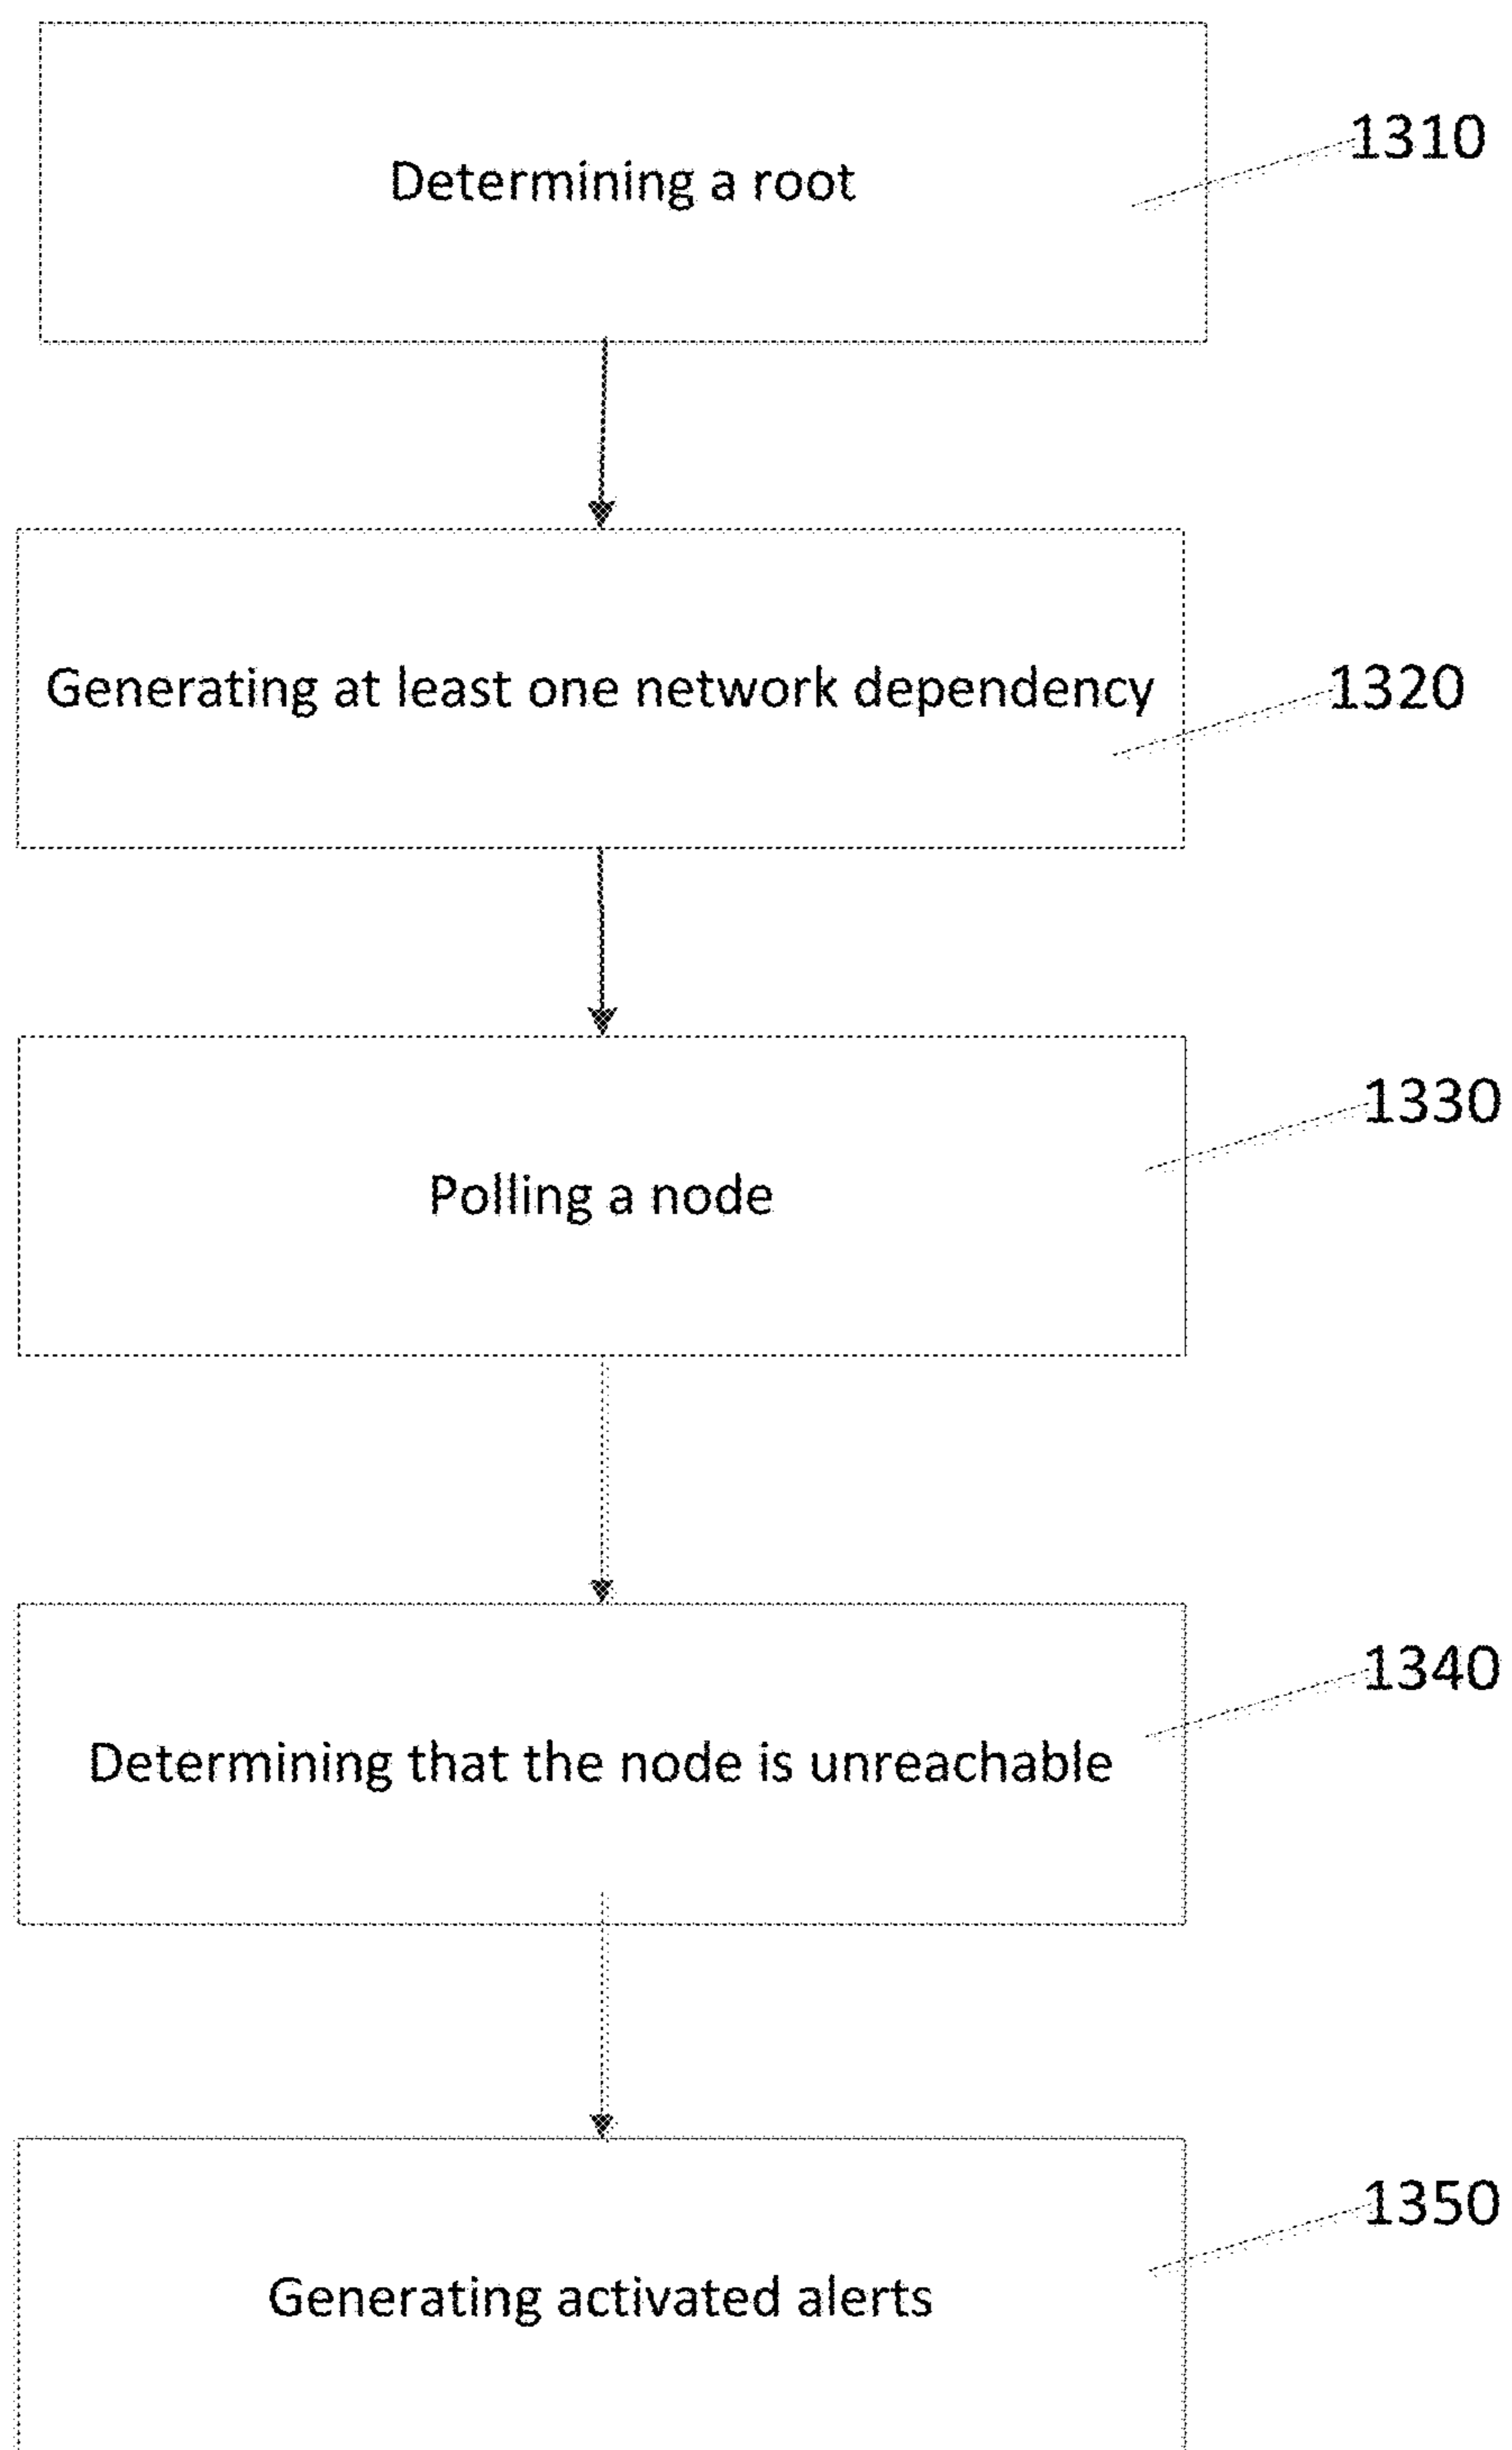 Determining a root
1310
Generating at least one network dependency
1320
Polling a node
1330
Determining that the node is unreachable
1340
Generating activated alerts
1350